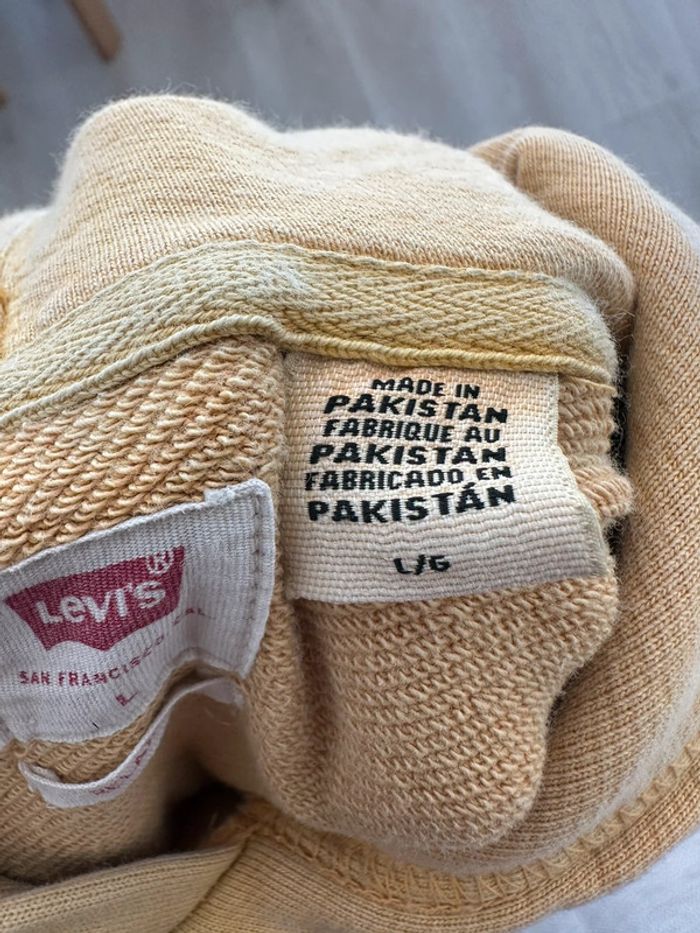 MADE IN
PAKISTAN
FABRIQUE AU
PAKISTAN
FABRICADO EN
PAKISTÁN
L/G
Levi's®
SAN FRANCISCO CAL.
L